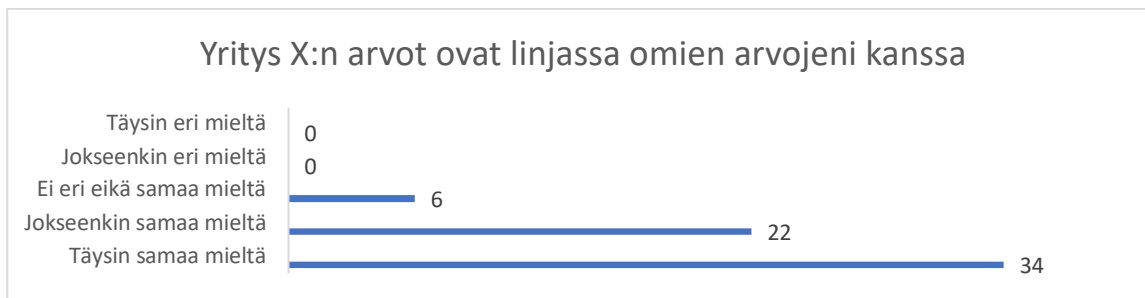 Yritys X:n arvot ovat linjassa omien arvojeni kanssa
Täysin eri mieltä 0
Jokseenkin eri mieltä 0
Ei eri eikä samaa mieltä 6
Jokseenkin samaa mieltä 22
Täysin samaa mieltä 34